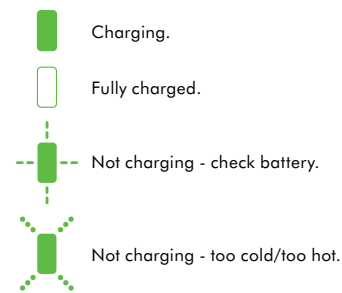 Charging.
Fully charged.
Not charging - check battery.
Not charging - too cold/too hot.